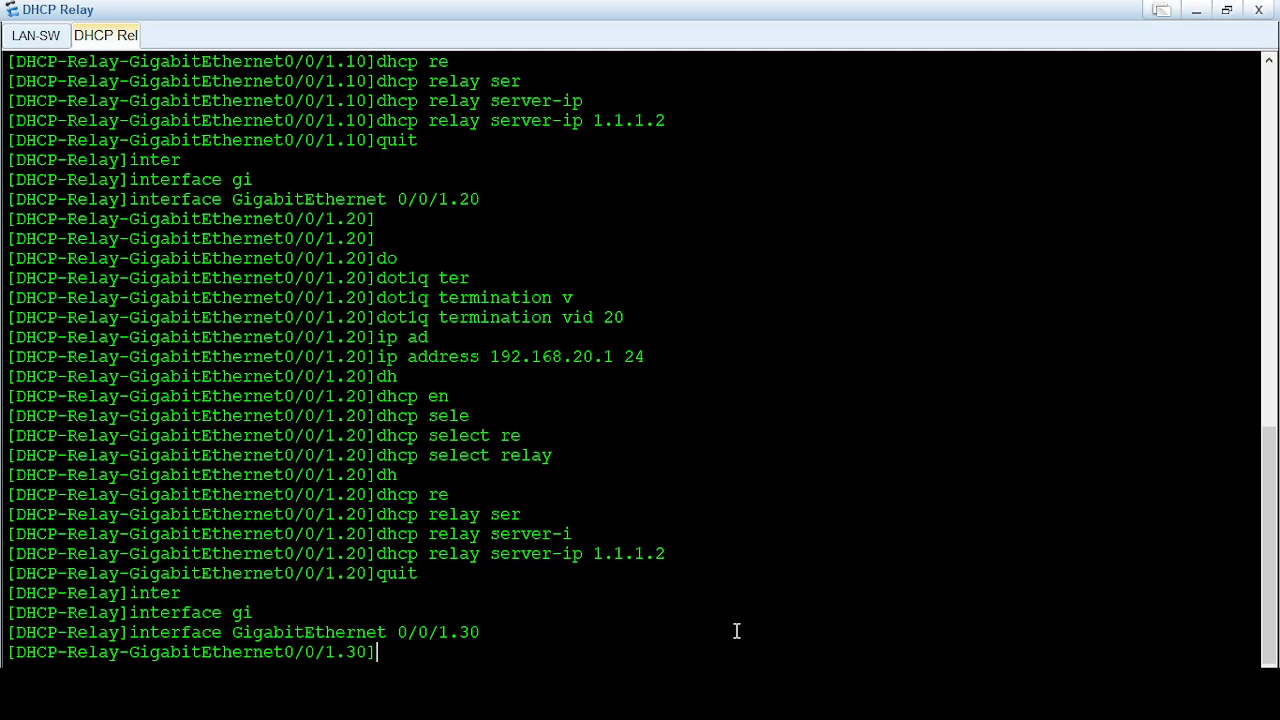 DHCP Relay
LAN-SW DHCP Rel
[DHCP-Relay-GigabitEthernet0/0/1.10]dhcp re
[DHCP-Relay-GigabitEthernet0/0/1.10]dhcp relay ser
[DHCP-Relay-GigabitEthernet0/0/1.10]dhcp relay server-ip
[DHCP-Relay-GigabitEthernet0/0/1.10]dhcp relay server-ip 1.1.1.2
[DHCP-Relay-GigabitEthernet0/0/1.10]quit
[DHCP-Relay]inter
[DHCP-Relay]interface gi
[DHCP-Relay]interface GigabitEthernet 0/0/1.20
[DHCP-Relay-GigabitEthernet0/0/1.20]
[DHCP-Relay-GigabitEthernet0/0/1.20]
[DHCP-Relay-GigabitEthernet0/0/1.20]do
[DHCP-Relay-GigabitEthernet0/0/1.20]dot1q ter
[DHCP-Relay-GigabitEthernet0/0/1.20]dot1q termination v
[DHCP-Relay-GigabitEthernet0/0/1.20]dot1q termination vid 20
[DHCP-Relay-GigabitEthernet0/0/1.20]ip ad
[DHCP-Relay-GigabitEthernet0/0/1.20]ip address 192.168.20.1 24
[DHCP-Relay-GigabitEthernet0/0/1.20]dh
[DHCP-Relay-GigabitEthernet0/0/1.20]dhcp en
[DHCP-Relay-GigabitEthernet0/0/1.20]dhcp sele
[DHCP-Relay-GigabitEthernet0/0/1.20]dhcp select re
[DHCP-Relay-GigabitEthernet0/0/1.20]dhcp select relay
[DHCP-Relay-GigabitEthernet0/0/1.20]dh
[DHCP-Relay-GigabitEthernet0/0/1.20]dhcp re
[DHCP-Relay-GigabitEthernet0/0/1.20]dhcp relay ser
[DHCP-Relay-GigabitEthernet0/0/1.20]dhcp relay server-i
[DHCP-Relay-GigabitEthernet0/0/1.20]dhcp relay server-ip 1.1.1.2
[DHCP-Relay-GigabitEthernet0/0/1.20]quit
[DHCP-Relay]inter
[DHCP-Relay]interface gi
[DHCP-Relay]interface GigabitEthernet 0/0/1.30
[DHCP-Relay-GigabitEthernet0/0/1.30]